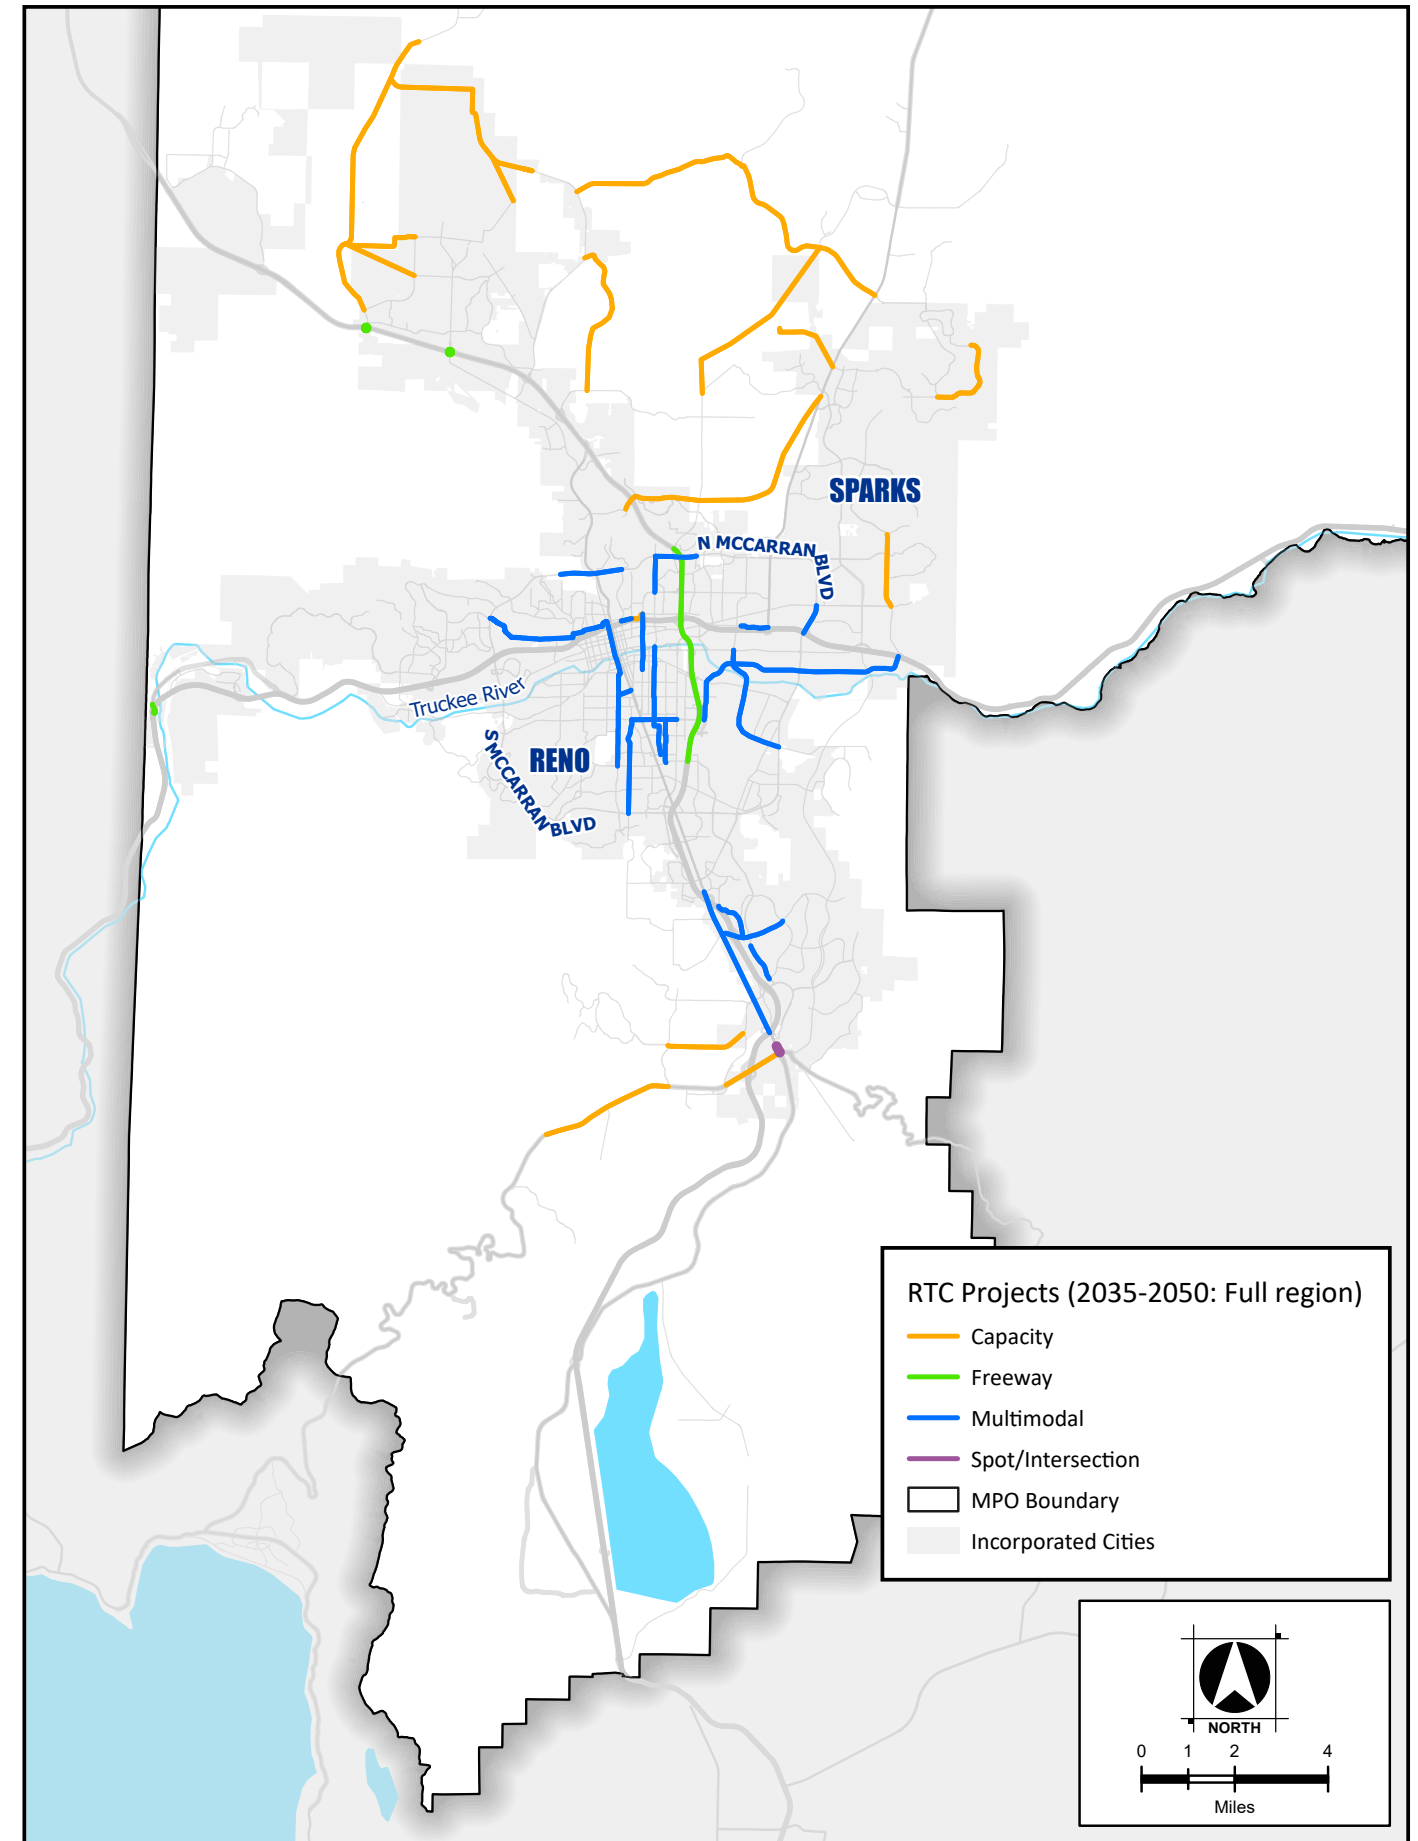 SPARKS
N MCCARRAN BLVD
Truckee River
RENO
S MCCARRAN BLVD
RTC Projects (2035-2050: Full region)
Capacity
Freeway
Multimodal
Spot/Intersection
MPO Boundary
Incorporated Cities
NORTH
0 1 2 4
Miles